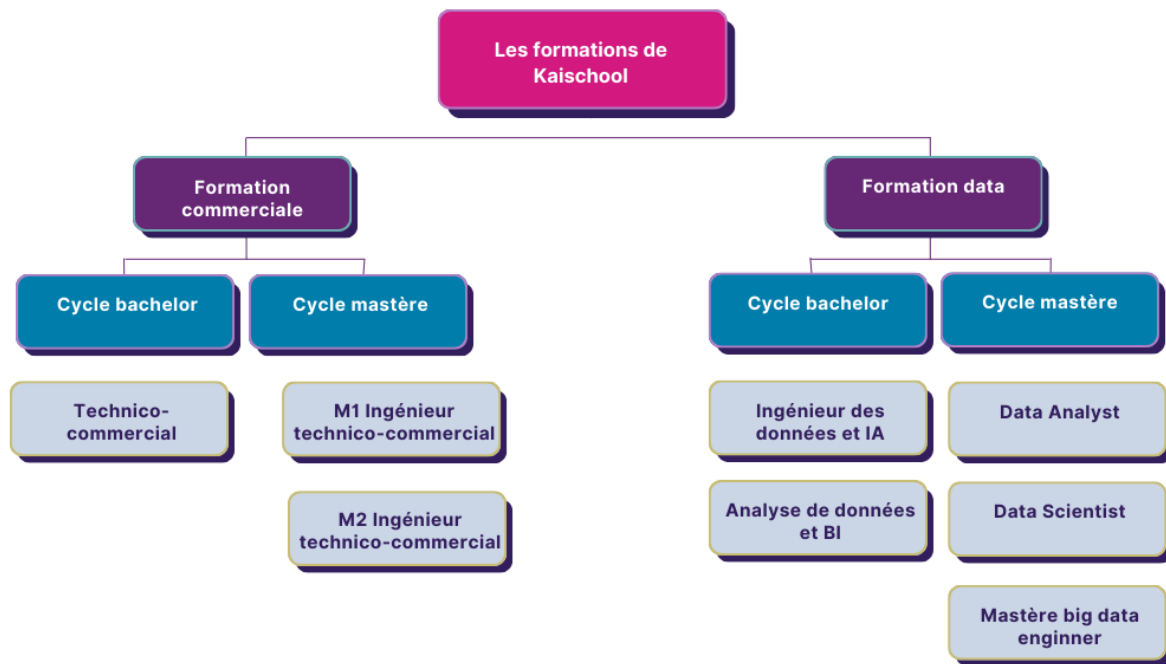 Les formations de
Kaischool
Formation
commerciale
Formation data
Cycle bachelor
Cycle mastère
Cycle bachelor
Cycle mastère
Technico-
commercial
M1 Ingénieur
technico-commercial
Ingénieur des
données et IA
Data Analyst
M2 Ingénieur
technico-commercial
Analyse de données
et BI
Data Scientist
Mastère big data
enginner